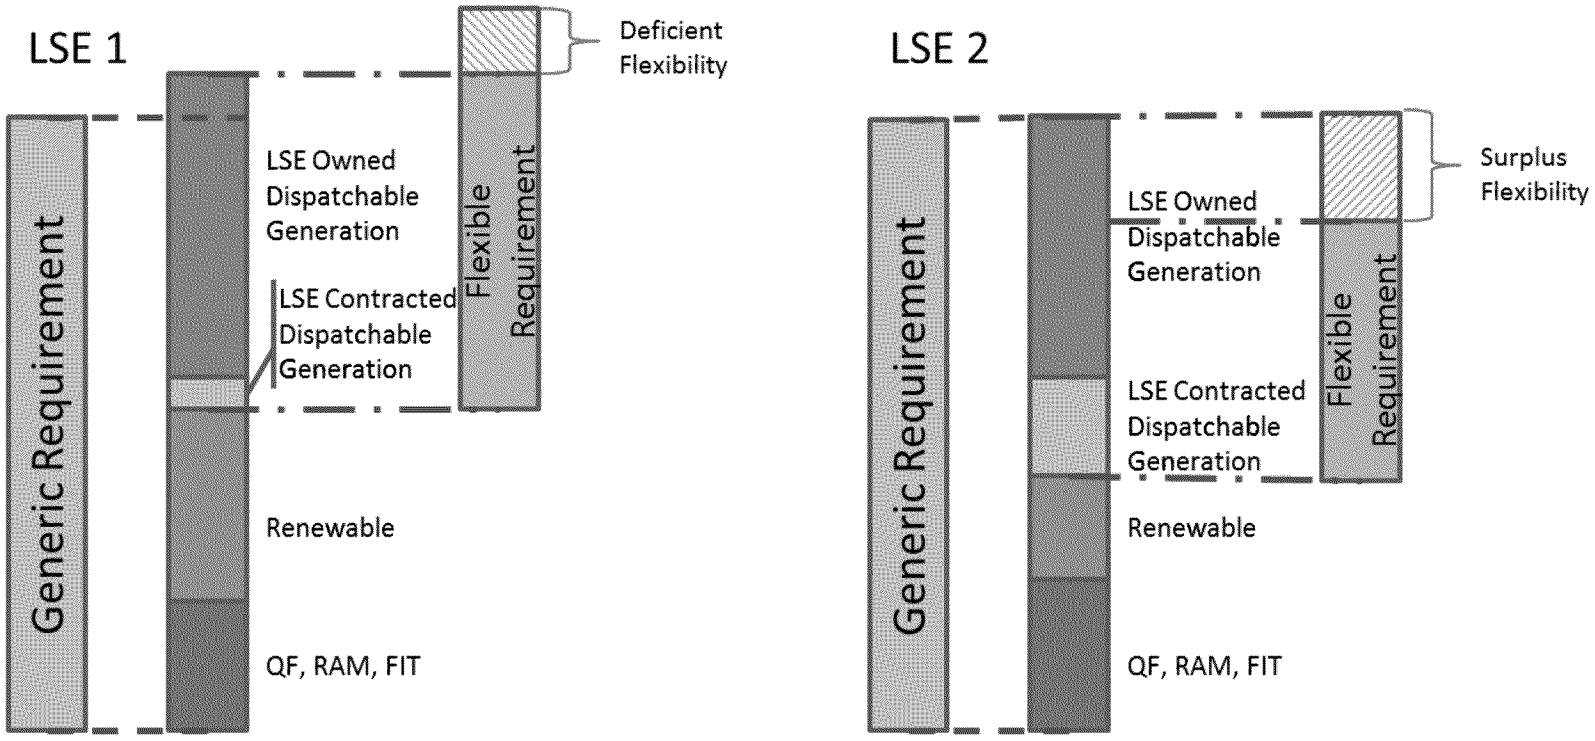 LSE 1
Deficient
Flexibility
Generic Requirement
LSE Owned
Dispatchable
Generation
LSE Contracted
Dispatchable
Generation
Renewable
QF, RAM, FIT
Flexible
Requirement
LSE 2
Surplus
Flexibility
Generic Requirement
LSE Owned
Dispatchable
Generation
LSE Contracted
Dispatchable
Generation
Renewable
QF, RAM, FIT
Flexible
Requirement